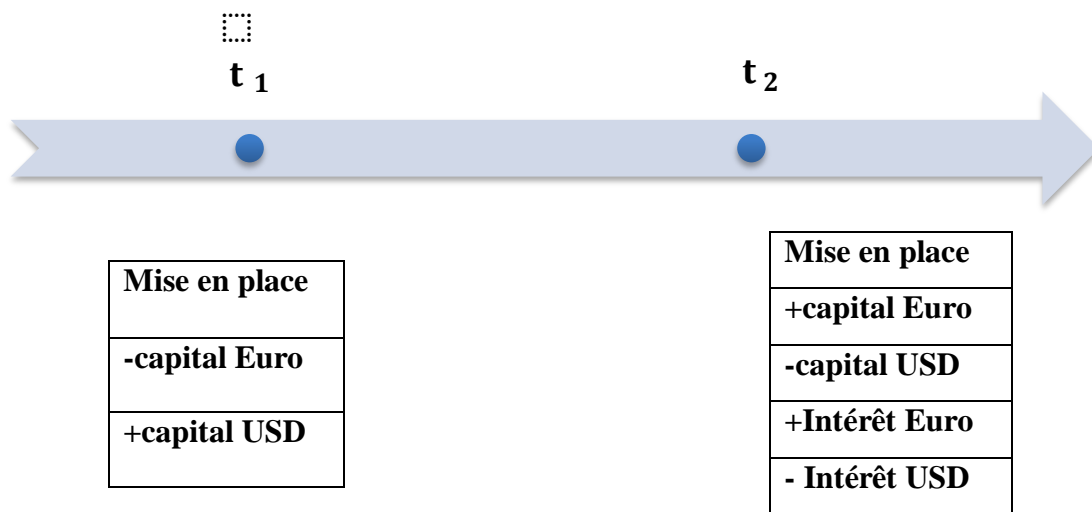 t 1
t 2
Mise en place
-capital Euro
+capital USD
Mise en place
+capital Euro
-capital USD
+Intérêt Euro
- Intérêt USD